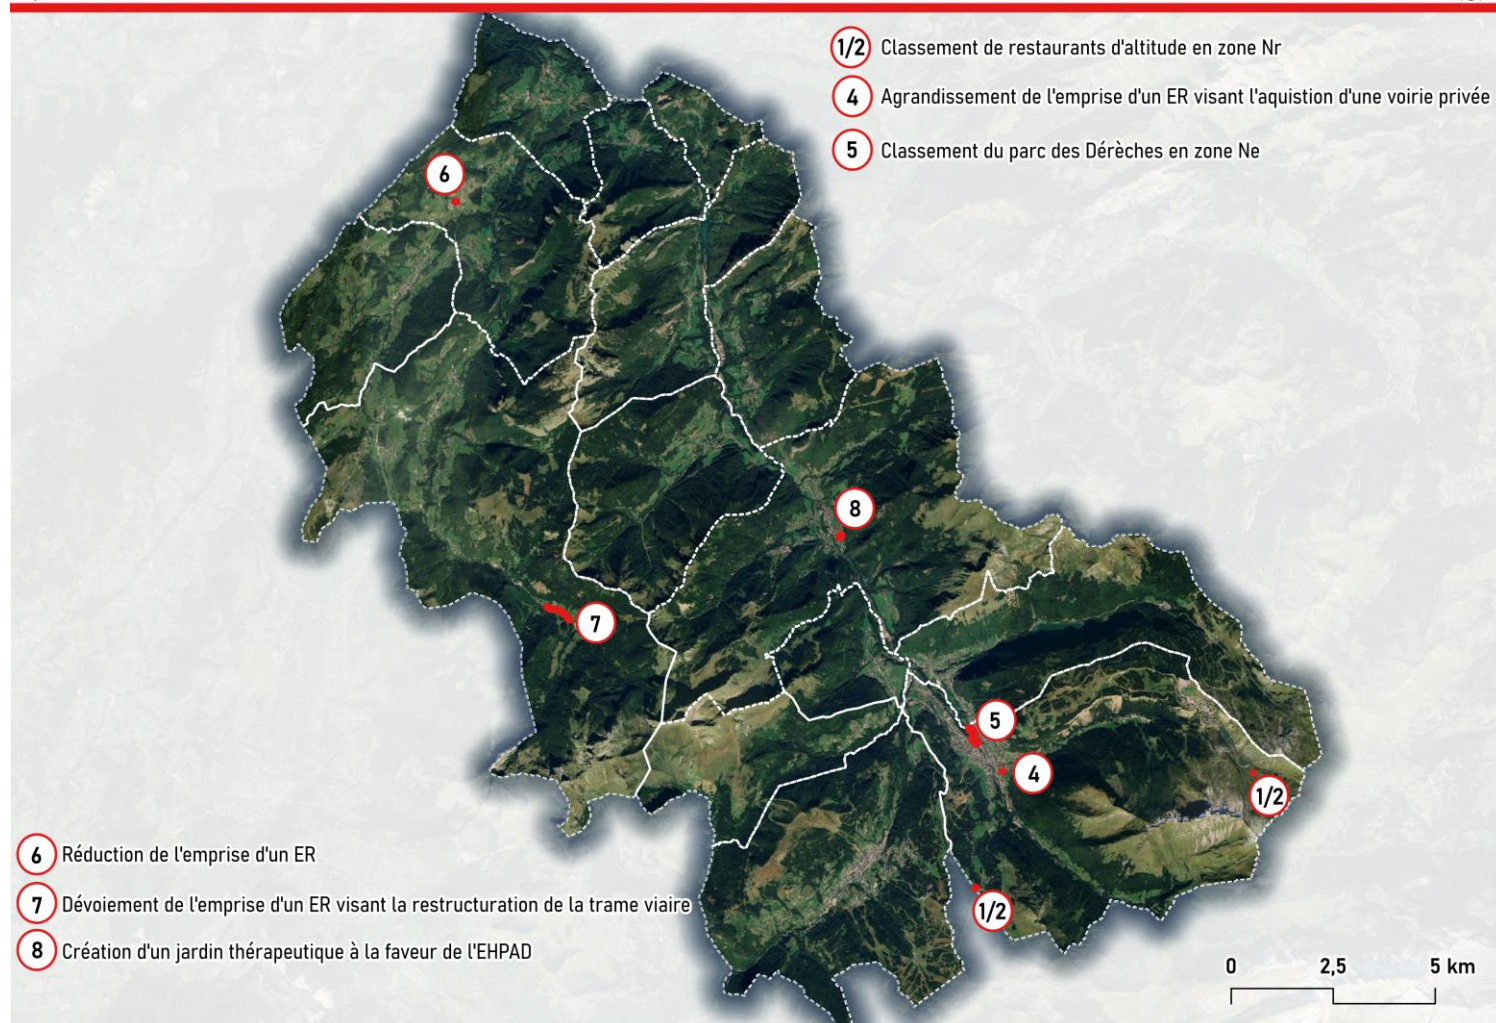 1/2 Classement de restaurants d'altitude en zone Nr
4 Agrandissement de l'emprise d'un ER visant l'aquistion d'une voirie privée
5 Classement du parc des Dérèches en zone Ne
6
8
7
5
4
1/2
1/2
6 Réduction de l'emprise d'un ER
7 Dévoiement de l'emprise d'un ER visant la restructuration de la trame viaire
8 Création d'un jardin thérapeutique à la faveur de l'EHPAD
0 2,5 5 km